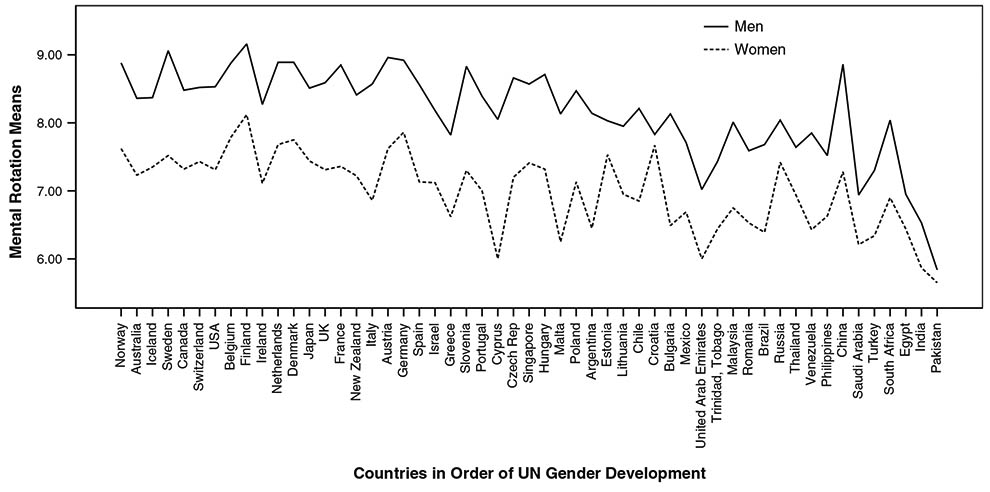 Men
Women
Mental Rotation Means
9.00
8.00
7.00
6.00
Norway
Australia
Iceland
Sweden
Canada
Switzerland
USA
Belgium
Finland
Ireland
Netherlands
Denmark
Japan
UK
France
New Zealand
Italy
Austria
Germany
Spain
Israel
Greece
Slovenia
Portugal
Cyprus
Czech Rep
Singapore
Hungary
Malta
Poland
Argentina
Estonia
Lithuania
Chile
Croatia
Bulgaria
Mexico
United Arab Emirates
Trinidad, Tobago
Malaysia
Romania
Brazil
Russia
Thailand
Venezuela
Philippines
China
Saudi Arabia
Turkey
South Africa
Egypt
India
Pakistan
Countries in Order of UN Gender Development